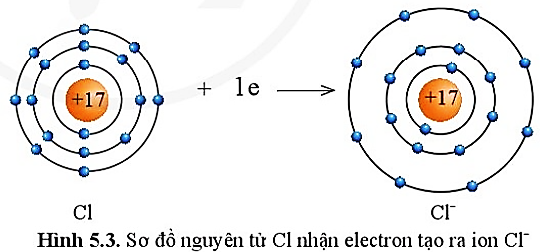 +17 + 1e +17
Cl Cl⁻
Hình 5.3. Sơ đồ nguyên tử Cl nhận electron tạo ra ion Cl⁻